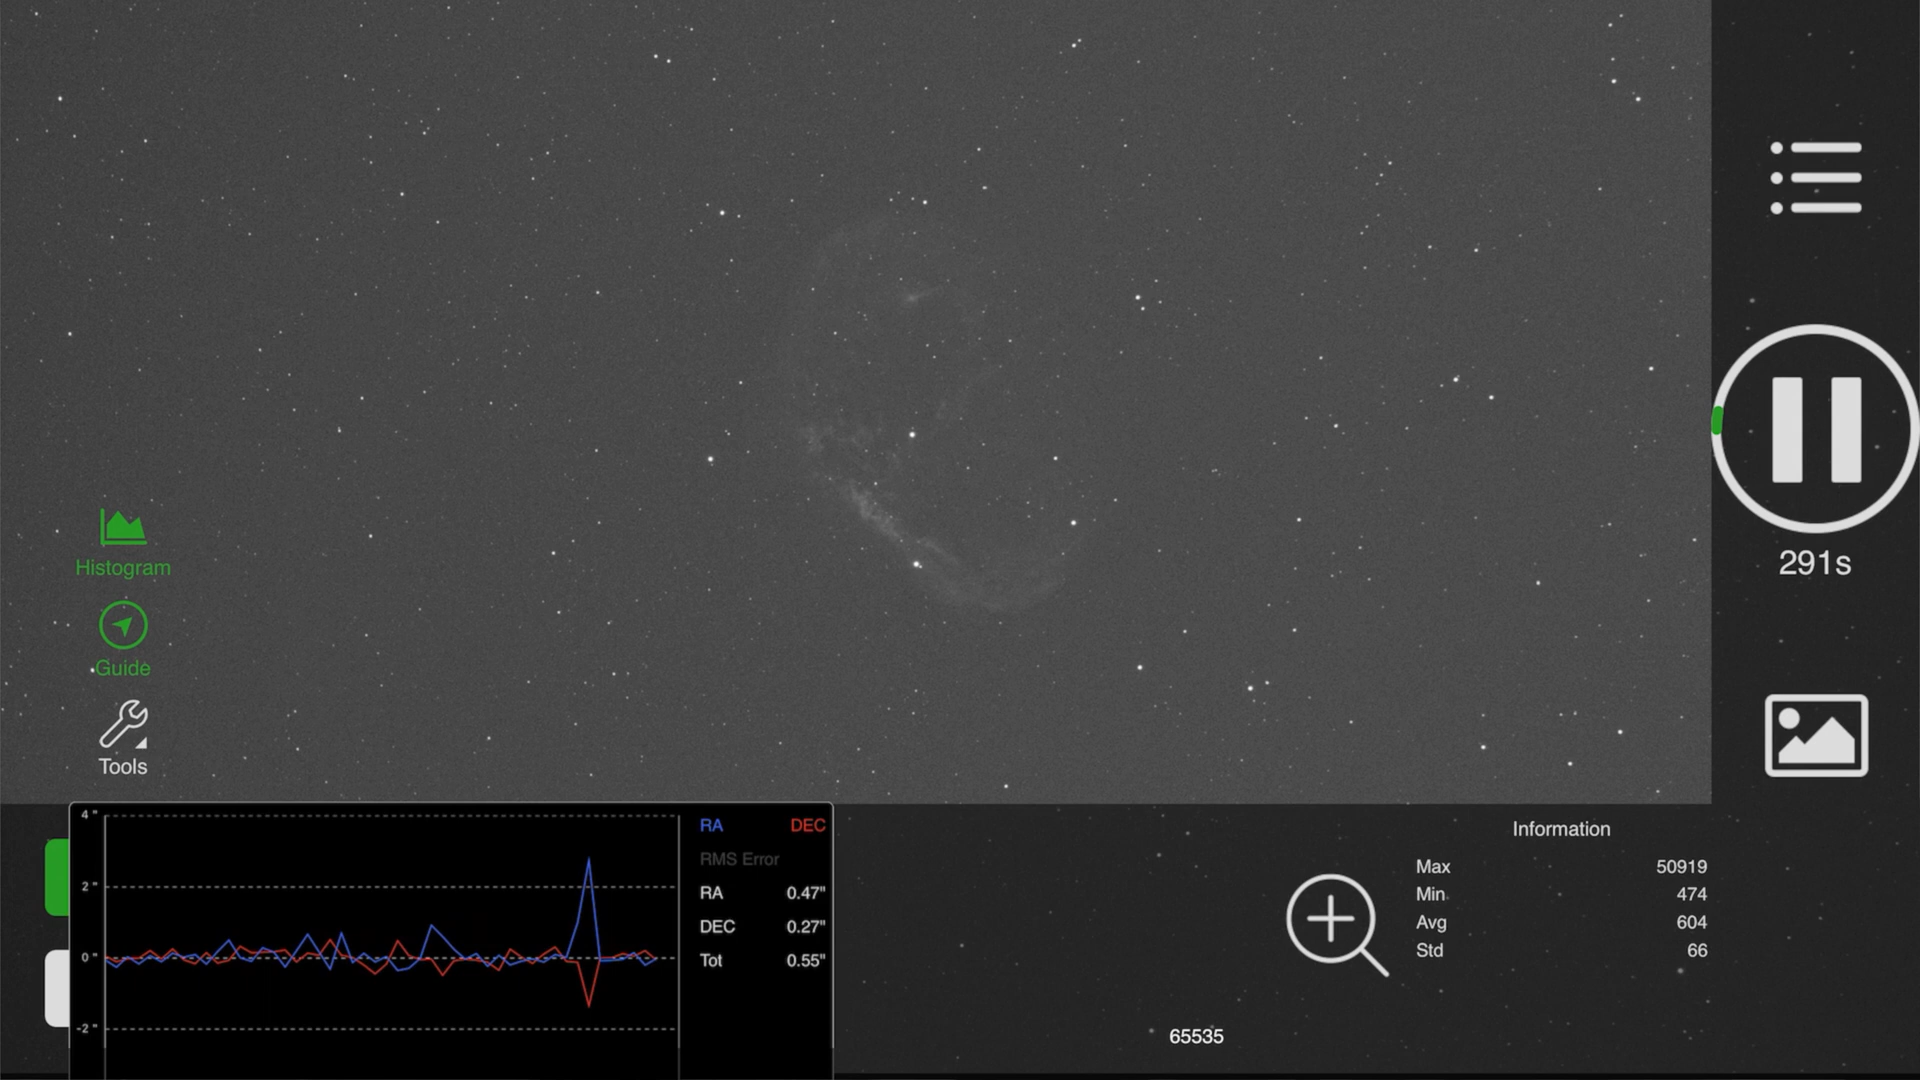 291s
Histogram
Guide
Tools
4 "
2 "
0 "
-2 "
RA DEC
RMS Error
RA 0.47"
DEC 0.27"
Tot 0.55"
Information
Max 50919
Min 474
Avg 604
Std 66
65535